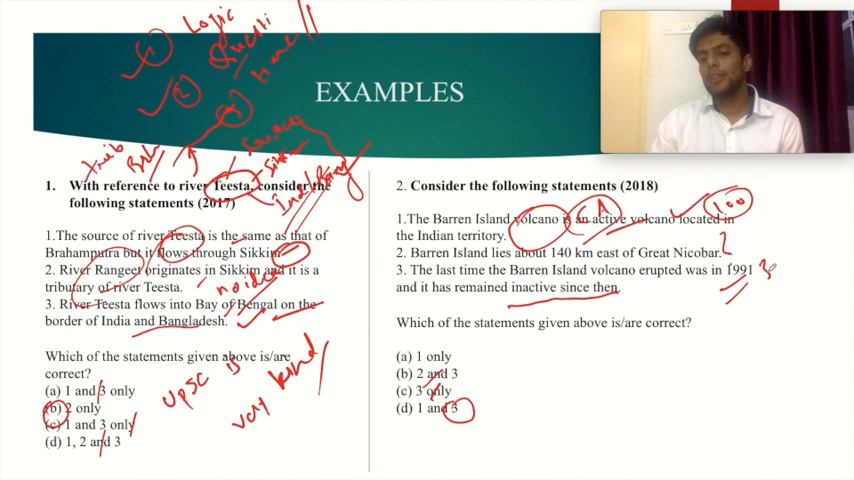 Logic
EXAMPLES
time
1. With reference to river Teesta, consider the
following statements (2017)
1.The source of river Teesta is the same as that of
Brahamputra but it flows through Sikkim.
2. River Rangeet originates in Sikkim and it is a
tributary of river Teesta.
3. River Teesta flows into Bay of Bengal on the
border of India and Bangladesh.
Which of the statements given above is/are
correct?
(a) 1 and 3 only
(b) 2 only
(c) 1 and 3 only
(d) 1, 2 and 3
Sikkim
no idea
UPSC is
very kind
2. Consider the following statements (2018)
1.The Barren Island volcano is an active volcano located in
the Indian territory.
2. Barren Island lies about 140 km east of Great Nicobar.
3. The last time the Barren Island volcano erupted was in 1991
and it has remained inactive since then.
Which of the statements given above is/are correct?
(a) 1 only
(b) 2 and 3
(c) 3 only
(d) 1 and 3
CA
100